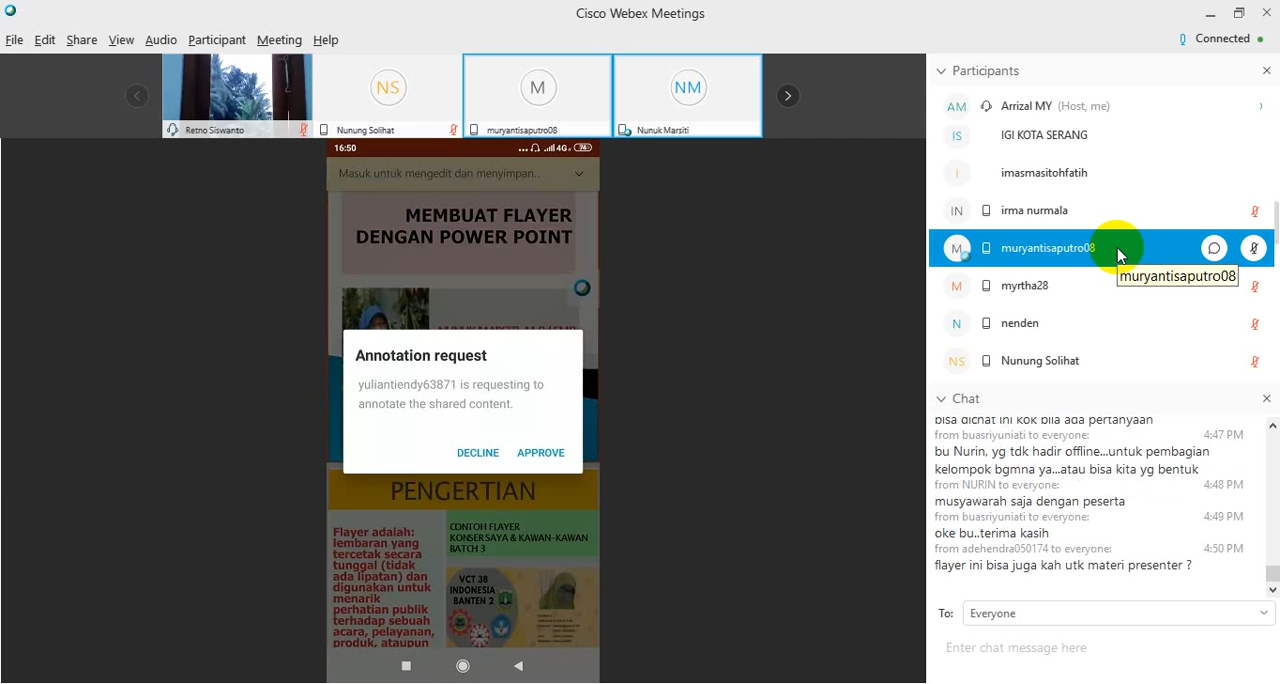 Cisco Webex Meetings
File Edit Share View Audio Participant Meeting Help
Connected
NS
M
NM
Retno Siswanto
Nunung Solihat
muryantisaputro08
Nunuk Marsiti
16:50
4G
Masuk untuk mengedit dan menyimpan..
MEMBUAT FLAYER
DENGAN POWER POINT
Annotation request
yuliantiendy63871 is requesting to
annotate the shared content.
DECLINE APPROVE
PENGERTIAN
Flayer adalah:
lembaran yang
tercetak secara
tunggal (tidak
ada lipatan) dan
digunakan untuk
menarik
perhatian publik
terhadap sebuah
acara, pelayanan,
produk, ataupun
CONTOH FLAYER
KONSER SAYA & KAWAN-KAWAN
BATCH 3
VCT 38
INDONESIA
BANTEN 2
Participants
AM Arrizal MY (Host, me)
IS IGI KOTA SERANG
I imasmasitohfatih
IN irma nurmala
M muryantisaputro08
muryantisaputro08
M myrtha28
N nenden
NS Nunung Solihat
Chat
bisa dichat ini kok bila ada pertanyaan
from buasriyuniati to everyone: 4:47 PM
bu Nurin, yg tdk hadir offline...untuk pembagian
kelempok bgmna ya...atau bisa kita yg bentuk
from NURIN to everyone: 4:48 PM
musyawarah saja dengan peserta
from buasriyuniati to everyone: 4:49 PM
oke bu..terima kasih
from adehendra050174 to everyone: 4:50 PM
flayer ini bisa juga kah utk materi presenter ?
To: Everyone
Enter chat message here